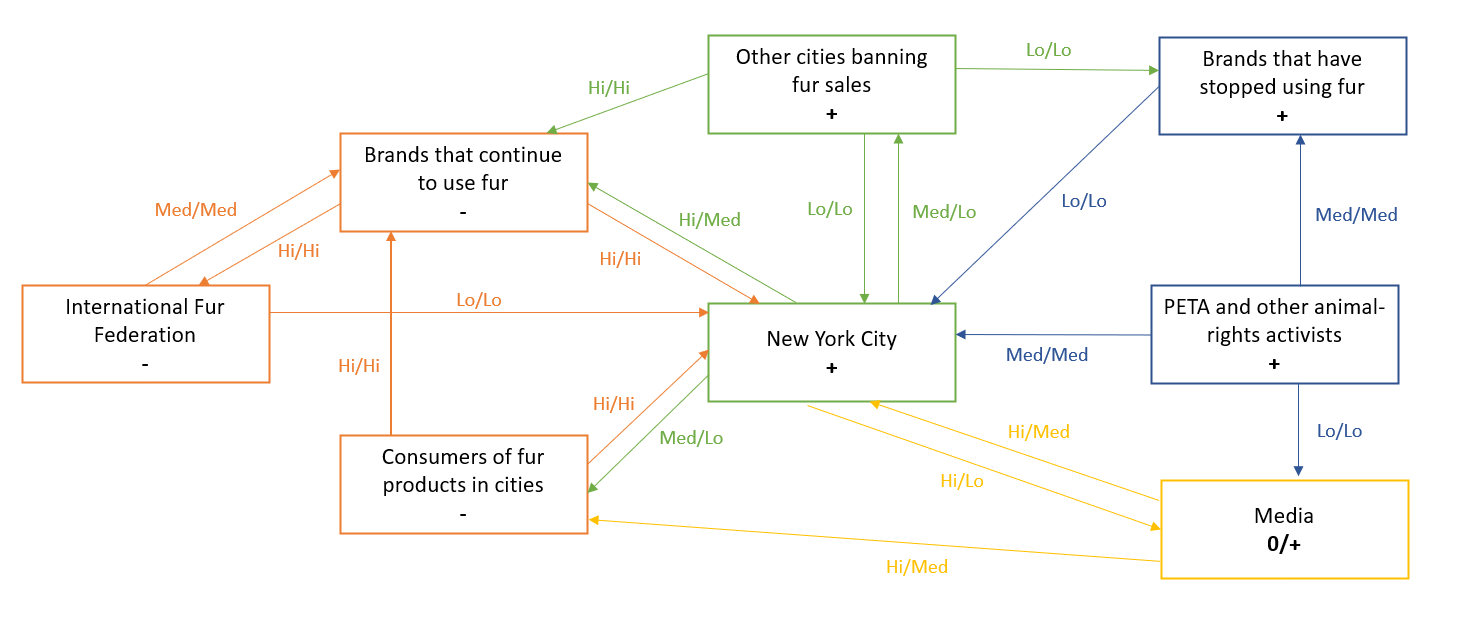 Other cities banning
fur sales
+
Lo/Lo
Brands that have
stopped using fur
+
Hi/Hi
Brands that continue
to use fur
-
Med/Med
Hi/Hi
Hi/Med
Hi/Hi
Lo/Lo
Med/Lo
Lo/Lo
Med/Med
International Fur
Federation
-
Lo/Lo
New York City
+
Med/Med
PETA and other animal-
rights activists
+
Hi/Hi
Hi/Hi
Med/Lo
Lo/Lo
Consumers of fur
products in cities
-
Hi/Med
Hi/Lo
Hi/Med
Media
0/+